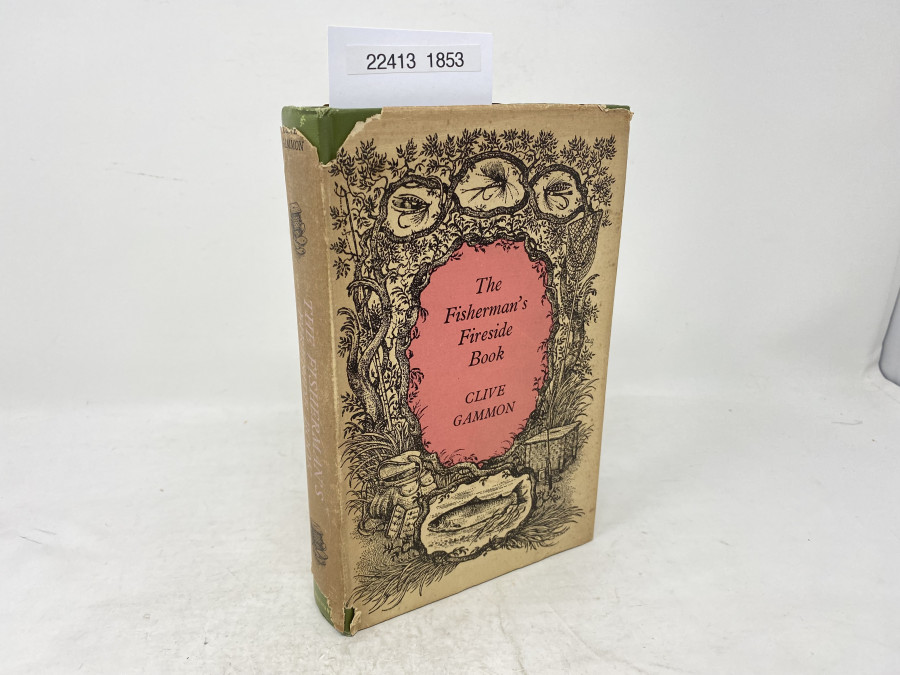 22413 1853
The
Fisherman's
Fireside
Book
CLIVE
GAMMON
GAMMON
THE FISHERMAN'S